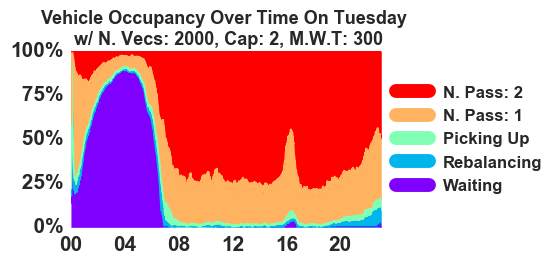 Vehicle Occupancy Over Time On Tuesday
w/ N. Vecs: 2000, Cap: 2, M.W.T: 300
100%
75%
50%
25%
0%
00 04 08 12 16 20
N. Pass: 2
N. Pass: 1
Picking Up
Rebalancing
Waiting